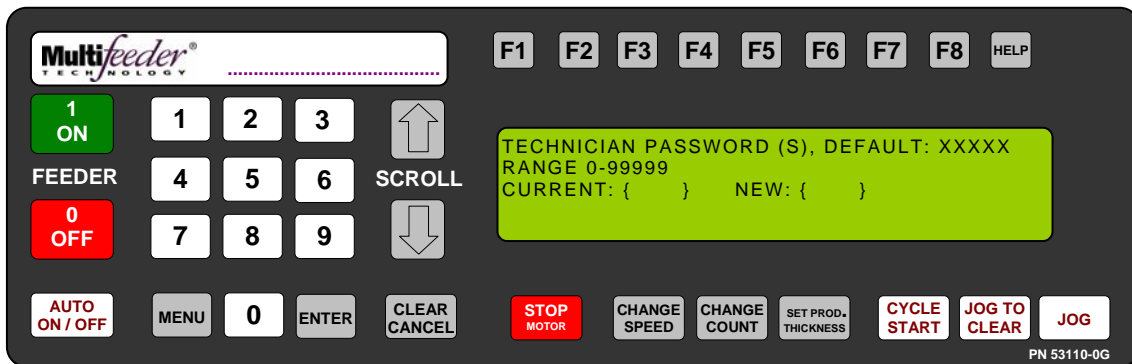 Multifeeder®
TECHNOLOGY
F1 F2 F3 F4 F5 F6 F7 F8 HELP
1
ON
FEEDER
0
OFF
1 2 3
4 5 6
7 8 9
SCROLL
TECHNICIAN PASSWORD (S), DEFAULT: XXXXX
RANGE 0-99999
CURRENT: { } NEW: { }
AUTO
ON / OFF
MENU
0
ENTER
CLEAR
CANCEL
STOP
MOTOR
CHANGE
SPEED
CHANGE
COUNT
SET PROD.
THICKNESS
CYCLE
START
JOG TO
CLEAR
JOG
PN 53110-0G